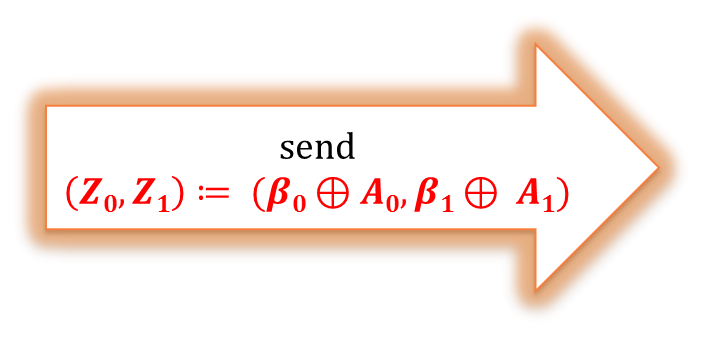 send
(Z₀, Z₁) ≔ (β₀ ⊕ A₀, β₁ ⊕ A₁)